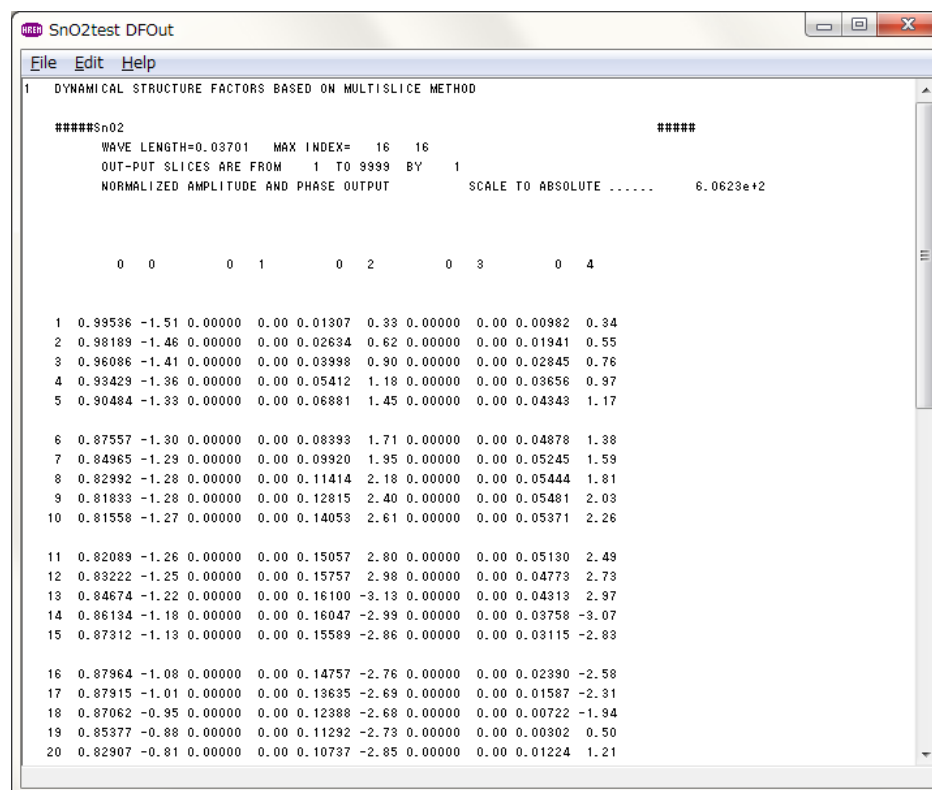 HREM SnO2test DFOut
File Edit Help
1 DYNAMICAL STRUCTURE FACTORS BASED ON MULTISLICE METHOD
#####SnO2 #####
WAVE LENGTH=0.03701 MAX INDEX= 16 16
OUT-PUT SLICES ARE FROM 1 TO 9999 BY 1
NORMALIZED AMPLITUDE AND PHASE OUTPUT SCALE TO ABSOLUTE ...... 6.0623e+2
0 0 0 1 0 2 0 3 0 4
1 0.99536 -1.51 0.00000 0.00 0.01307 0.33 0.00000 0.00 0.00982 0.34
2 0.98189 -1.46 0.00000 0.00 0.02634 0.62 0.00000 0.00 0.01941 0.55
3 0.96086 -1.41 0.00000 0.00 0.03998 0.90 0.00000 0.00 0.02845 0.76
4 0.93429 -1.36 0.00000 0.00 0.05412 1.18 0.00000 0.00 0.03656 0.97
5 0.90484 -1.33 0.00000 0.00 0.06881 1.45 0.00000 0.00 0.04343 1.17
6 0.87557 -1.30 0.00000 0.00 0.08393 1.71 0.00000 0.00 0.04878 1.38
7 0.84965 -1.29 0.00000 0.00 0.09920 1.95 0.00000 0.00 0.05245 1.59
8 0.82992 -1.28 0.00000 0.00 0.11414 2.18 0.00000 0.00 0.05444 1.81
9 0.81833 -1.28 0.00000 0.00 0.12815 2.40 0.00000 0.00 0.05481 2.03
10 0.81558 -1.27 0.00000 0.00 0.14053 2.61 0.00000 0.00 0.05371 2.26
11 0.82089 -1.26 0.00000 0.00 0.15057 2.80 0.00000 0.00 0.05130 2.49
12 0.83222 -1.25 0.00000 0.00 0.15757 2.98 0.00000 0.00 0.04773 2.73
13 0.84674 -1.22 0.00000 0.00 0.16100 -3.13 0.00000 0.00 0.04313 2.97
14 0.86134 -1.18 0.00000 0.00 0.16047 -2.99 0.00000 0.00 0.03758 -3.07
15 0.87312 -1.13 0.00000 0.00 0.15589 -2.86 0.00000 0.00 0.03115 -2.83
16 0.87964 -1.08 0.00000 0.00 0.14757 -2.76 0.00000 0.00 0.02390 -2.58
17 0.87915 -1.01 0.00000 0.00 0.13635 -2.69 0.00000 0.00 0.01587 -2.31
18 0.87062 -0.95 0.00000 0.00 0.12388 -2.68 0.00000 0.00 0.00722 -1.94
19 0.85377 -0.88 0.00000 0.00 0.11292 -2.73 0.00000 0.00 0.00302 0.50
20 0.82907 -0.81 0.00000 0.00 0.10737 -2.85 0.00000 0.00 0.01224 1.21